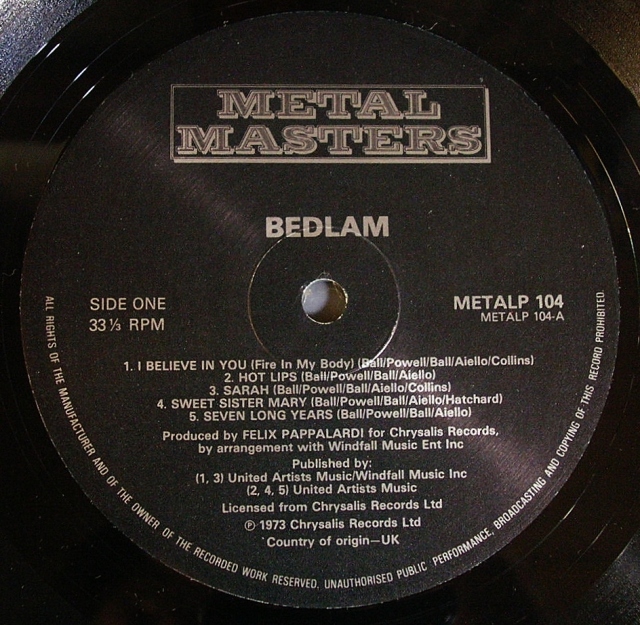 METAL
MASTERS
BEDLAM
SIDE ONE
33⅓ RPM
METALP 104
METALP 104-A
1. I BELIEVE IN YOU (Fire In My Body) (Ball/Powell/Ball/Aiello/Collins)
2. HOT LIPS (Ball/Powell/Ball/Aiello)
3. SARAH (Ball/Powell/Ball/Aiello/Collins)
4. SWEET SISTER MARY (Ball/Powell/Ball/Aiello/Hatchard)
5. SEVEN LONG YEARS (Ball/Powell/Ball/Aiello)
Produced by FELIX PAPPALARDI for Chrysalis Records,
by arrangement with Windfall Music Ent Inc
Published by:
(1, 3) United Artists Music/Windfall Music Inc
(2, 4, 5) United Artists Music
Licensed from Chrysalis Records Ltd
℗ 1973 Chrysalis Records Ltd
Country of origin—UK
ALL RIGHTS OF THE MANUFACTURER AND OF THE OWNER OF THE RECORDED WORK RESERVED. UNAUTHORISED PUBLIC PERFORMANCE, BROADCASTING AND COPYING OF THIS RECORD PROHIBITED.